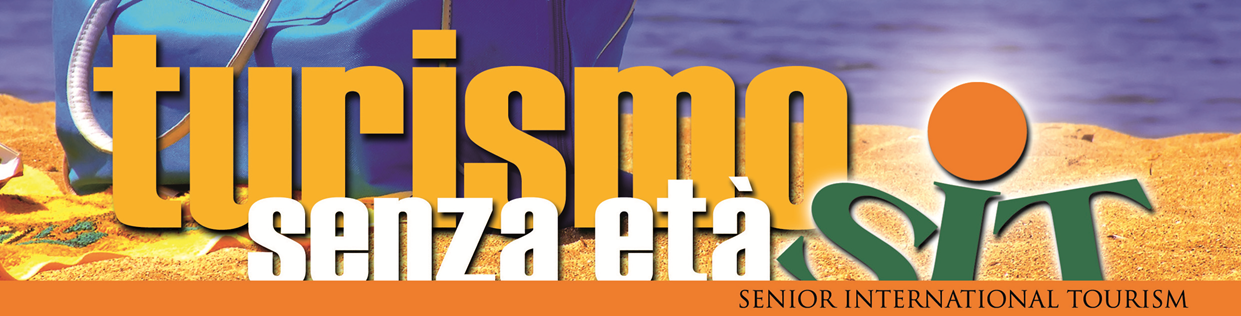 turismo
senza età
SIT
SENIOR INTERNATIONAL TOURISM